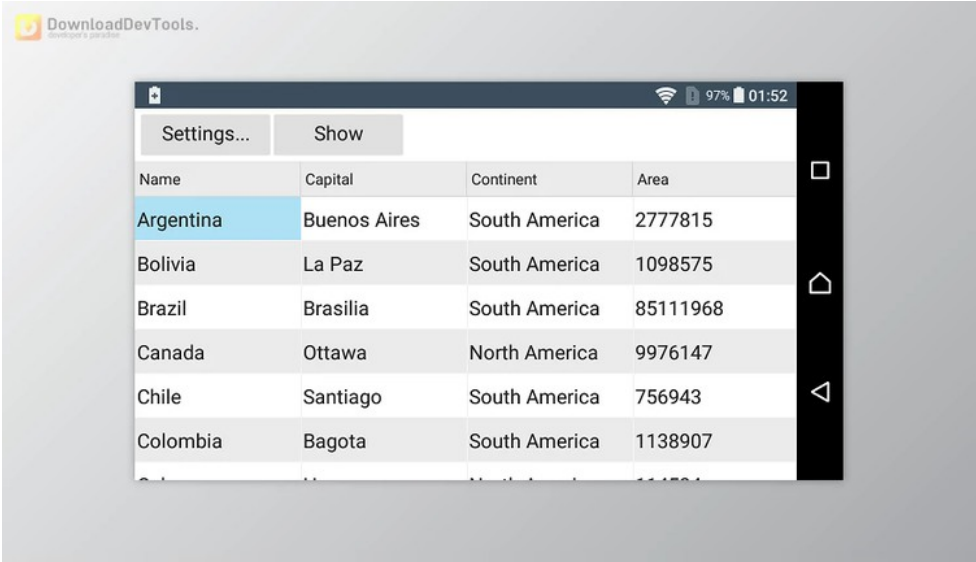 DownloadDevTools.
developer's paradise
97% 01:52
Settings... Show
Name Capital Continent Area
Argentina Buenos Aires South America 2777815
Bolivia La Paz South America 1098575
Brazil Brasilia South America 85111968
Canada Ottawa North America 9976147
Chile Santiago South America 756943
Colombia Bagota South America 1138907